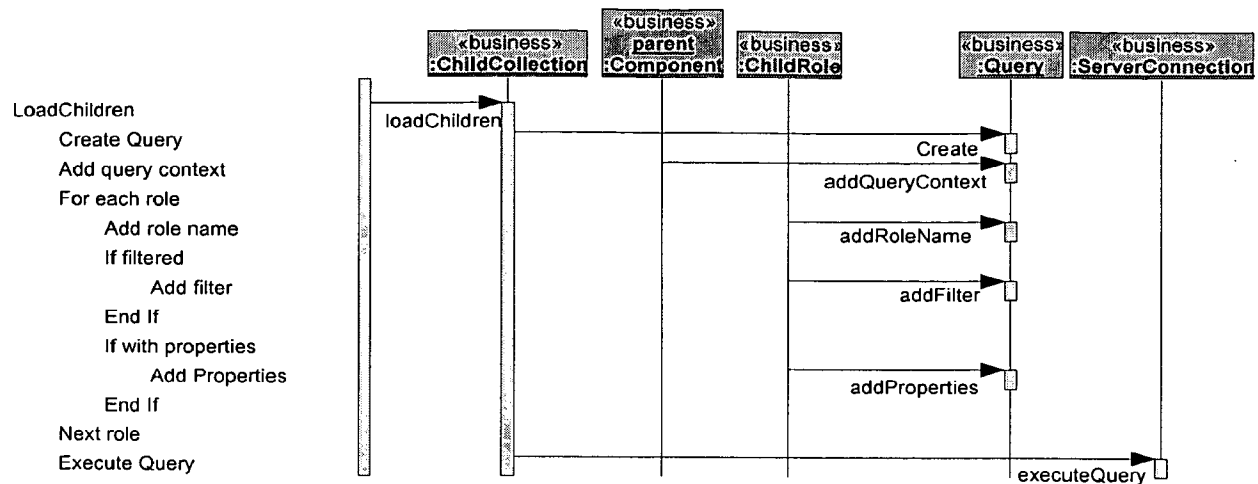 «business»
:ChildCollection
«business»
parent
:Component
«business»
:ChildRole
«business»
:Query
«business»
:ServerConnection
LoadChildren
Create Query
Add query context
For each role
Add role name
If filtered
Add filter
End If
If with properties
Add Properties
End If
Next role
Execute Query
loadChildren
Create
addQueryContext
addRoleName
addFilter
addProperties
executeQuery